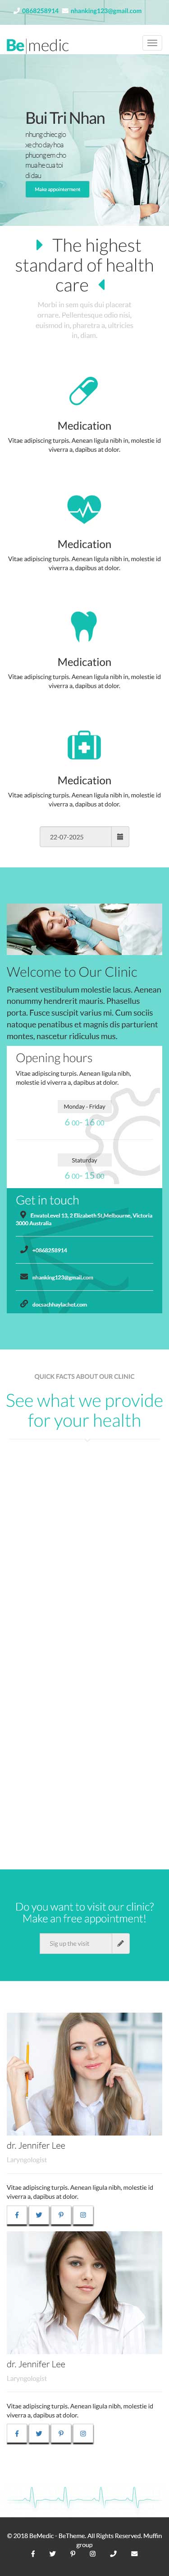 0868258914 nhanking123@gmail.com
Be medic
Bui Tri Nhan
nhung chiec gio
xe cho day hoa
phuong em cho
mua he cua toi
di dau
Make appointerment
The highest
standard of health
care
Morbi in sem quis dui placerat
ornare. Pellentesque odio nisi,
euismod in, pharetra a, ultricies
in, diam.
Medication
Vitae adipiscing turpis. Aenean ligula nibh in, molestie id
viverra a, dapibus at dolor.
Medication
Vitae adipiscing turpis. Aenean ligula nibh in, molestie id
viverra a, dapibus at dolor.
Medication
Vitae adipiscing turpis. Aenean ligula nibh in, molestie id
viverra a, dapibus at dolor.
Medication
Vitae adipiscing turpis. Aenean ligula nibh in, molestie id
viverra a, dapibus at dolor.
22-07-2025
Welcome to Our Clinic
Praesent vestibulum molestie lacus. Aenean
nonummy hendrerit mauris. Phasellus
porta. Fusce suscipit varius mi. Cum sociis
natoque penatibus et magnis dis parturient
montes, nascetur ridiculus mus.
Opening hours
Vitae adipiscing turpis. Aenean ligula nibh,
molestie id viverra a, dapibus at dolor.
Monday - Friday
6 00- 16 00
Staturday
6 00- 15 00
Get in touch
EnvatoLevel 13, 2 Elizabeth St,Melbourne, Victoria
3000 Australia
+0868258914
nhanking123@gmail.com
QUICK FACTS ABOUT OUR CLINIC
See what we provide
for your health
Do you want to visit our clinic?
Make an free appointment!
Sig up the visit
dr. Jennifer Lee
Laryngologist
Vitae adipiscing turpis. Aenean ligula nibh, molestie id
viverra a, dapibus at dolor.
dr. Jennifer Lee
Laryngologist
Vitae adipiscing turpis. Aenean ligula nibh, molestie id
viverra a, dapibus at dolor.
© 2018 BeMedic - BeTheme. All Rights Reserved. Muffin
group